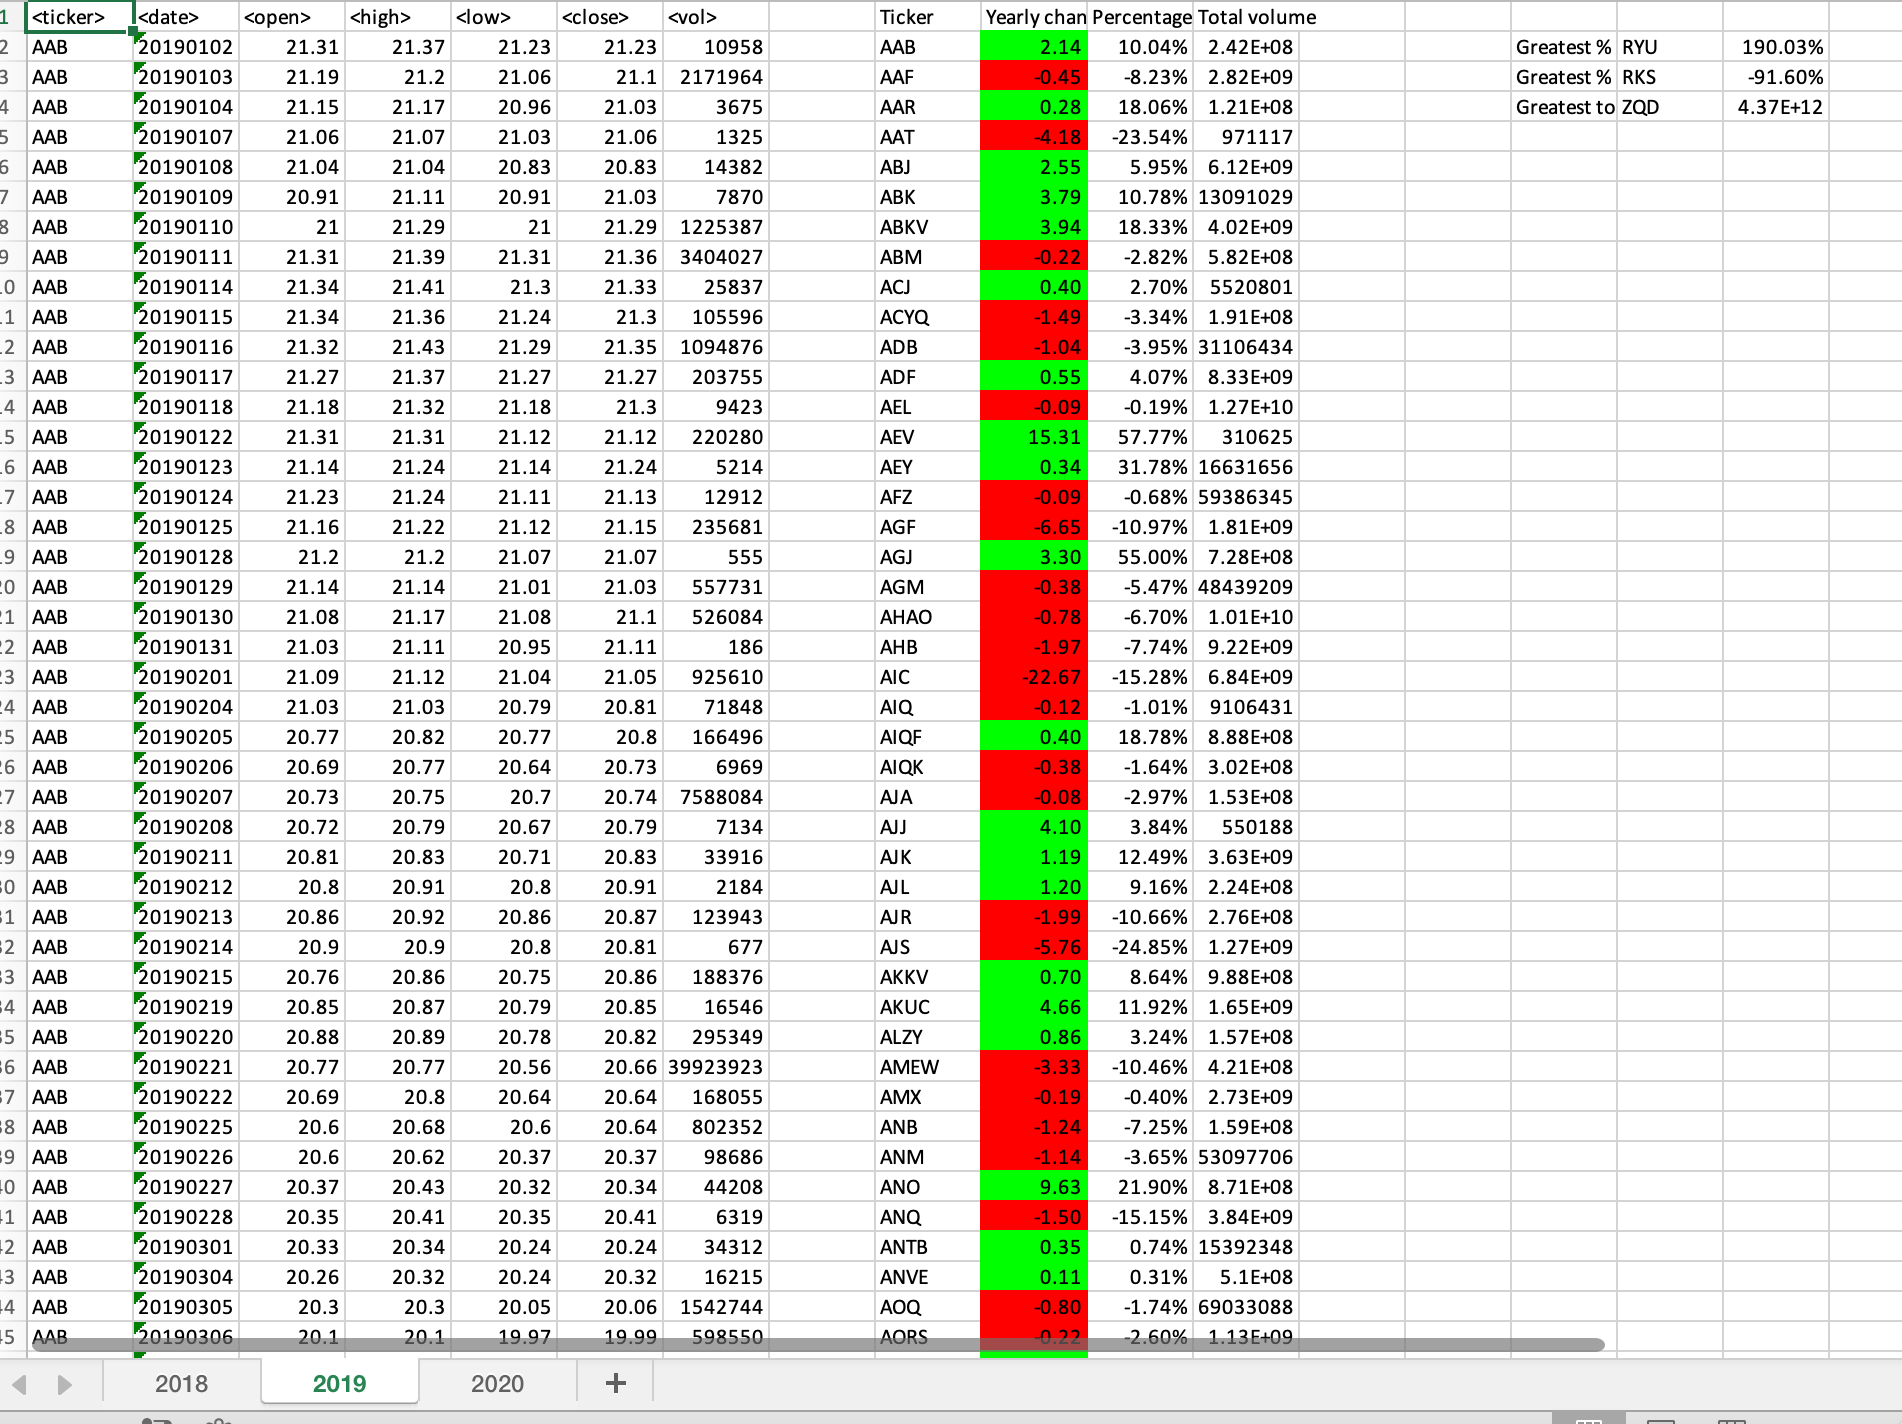 1 <ticker> <date> <open> <high> <low> <close> <vol> Ticker Yearly chan Percentage Total volume
2 AAB 20190102 21.31 21.37 21.23 21.23 10958 AAB 2.14 10.04% 2.42E+08 Greatest % RYU 190.03%
3 AAB 20190103 21.19 21.2 21.06 21.1 2171964 AAF -0.45 -8.23% 2.82E+09 Greatest % RKS -91.60%
4 AAB 20190104 21.15 21.17 20.96 21.03 3675 AAR 0.28 18.06% 1.21E+08 Greatest to ZQD 4.37E+12
5 AAB 20190107 21.06 21.07 21.03 21.06 1325 AAT -4.18 -23.54% 971117
6 AAB 20190108 21.04 21.04 20.83 20.83 14382 ABJ 2.55 5.95% 6.12E+09
7 AAB 20190109 20.91 21.11 20.91 21.03 7870 ABK 3.79 10.78% 13091029
8 AAB 20190110 21 21.29 21 21.29 1225387 ABKV 3.94 18.33% 4.02E+09
9 AAB 20190111 21.31 21.39 21.31 21.36 3404027 ABM -0.22 -2.82% 5.82E+08
0 AAB 20190114 21.34 21.41 21.3 21.33 25837 ACJ 0.40 2.70% 5520801
1 AAB 20190115 21.34 21.36 21.24 21.3 105596 ACYQ -1.49 -3.34% 1.91E+08
2 AAB 20190116 21.32 21.43 21.29 21.35 1094876 ADB -1.04 -3.95% 31106434
3 AAB 20190117 21.27 21.37 21.27 21.27 203755 ADF 0.55 4.07% 8.33E+09
4 AAB 20190118 21.18 21.32 21.18 21.3 9423 AEL -0.09 -0.19% 1.27E+10
5 AAB 20190122 21.31 21.31 21.12 21.12 220280 AEV 15.31 57.77% 310625
6 AAB 20190123 21.14 21.24 21.14 21.24 5214 AEY 0.34 31.78% 16631656
7 AAB 20190124 21.23 21.24 21.11 21.13 12912 AFZ -0.09 -0.68% 59386345
8 AAB 20190125 21.16 21.22 21.12 21.15 235681 AGF -6.65 -10.97% 1.81E+09
9 AAB 20190128 21.2 21.2 21.07 21.07 555 AGJ 3.30 55.00% 7.28E+08
20 AAB 20190129 21.14 21.14 21.01 21.03 557731 AGM -0.38 -5.47% 48439209
21 AAB 20190130 21.08 21.17 21.08 21.1 526084 AHAO -0.78 -6.70% 1.01E+10
22 AAB 20190131 21.03 21.11 20.95 21.11 186 AHB -1.97 -7.74% 9.22E+09
23 AAB 20190201 21.09 21.12 21.04 21.05 925610 AIC -22.67 -15.28% 6.84E+09
24 AAB 20190204 21.03 21.03 20.79 20.81 71848 AIQ -0.12 -1.01% 9106431
25 AAB 20190205 20.77 20.82 20.77 20.8 166496 AIQF 0.40 18.78% 8.88E+08
26 AAB 20190206 20.69 20.77 20.64 20.73 6969 AIQK -0.38 -1.64% 3.02E+08
27 AAB 20190207 20.73 20.75 20.7 20.74 7588084 AJA -0.08 -2.97% 1.53E+08
28 AAB 20190208 20.72 20.79 20.67 20.79 7134 AJJ 4.10 3.84% 550188
29 AAB 20190211 20.81 20.83 20.71 20.83 33916 AJK 1.19 12.49% 3.63E+09
30 AAB 20190212 20.8 20.91 20.8 20.91 2184 AJL 1.20 9.16% 2.24E+08
31 AAB 20190213 20.86 20.92 20.86 20.87 123943 AJR -1.99 -10.66% 2.76E+08
32 AAB 20190214 20.9 20.9 20.8 20.81 677 AJS -5.76 -24.85% 1.27E+09
33 AAB 20190215 20.76 20.86 20.75 20.86 188376 AKKV 0.70 8.64% 9.88E+08
34 AAB 20190219 20.85 20.87 20.79 20.85 16546 AKUC 4.66 11.92% 1.65E+09
35 AAB 20190220 20.88 20.89 20.78 20.82 295349 ALZY 0.86 3.24% 1.57E+08
36 AAB 20190221 20.77 20.77 20.56 20.66 39923923 AMEW -3.33 -10.46% 4.21E+08
37 AAB 20190222 20.69 20.8 20.64 20.64 168055 AMX -0.19 -0.40% 2.73E+09
38 AAB 20190225 20.6 20.68 20.6 20.64 802352 ANB -1.24 -7.25% 1.59E+08
39 AAB 20190226 20.6 20.62 20.37 20.37 98686 ANM -1.14 -3.65% 53097706
40 AAB 20190227 20.37 20.43 20.32 20.34 44208 ANO 9.63 21.90% 8.71E+08
41 AAB 20190228 20.35 20.41 20.35 20.41 6319 ANQ -1.50 -15.15% 3.84E+09
42 AAB 20190301 20.33 20.34 20.24 20.24 34312 ANTB 0.35 0.74% 15392348
43 AAB 20190304 20.26 20.32 20.24 20.32 16215 ANVE 0.11 0.31% 5.1E+08
44 AAB 20190305 20.3 20.3 20.05 20.06 1542744 AOQ -0.80 -1.74% 69033088
45 AAB 20190306 20.1 20.1 19.97 19.99 598550 AORS -0.22 -2.60% 1.13E+09
2018 2019 2020 +